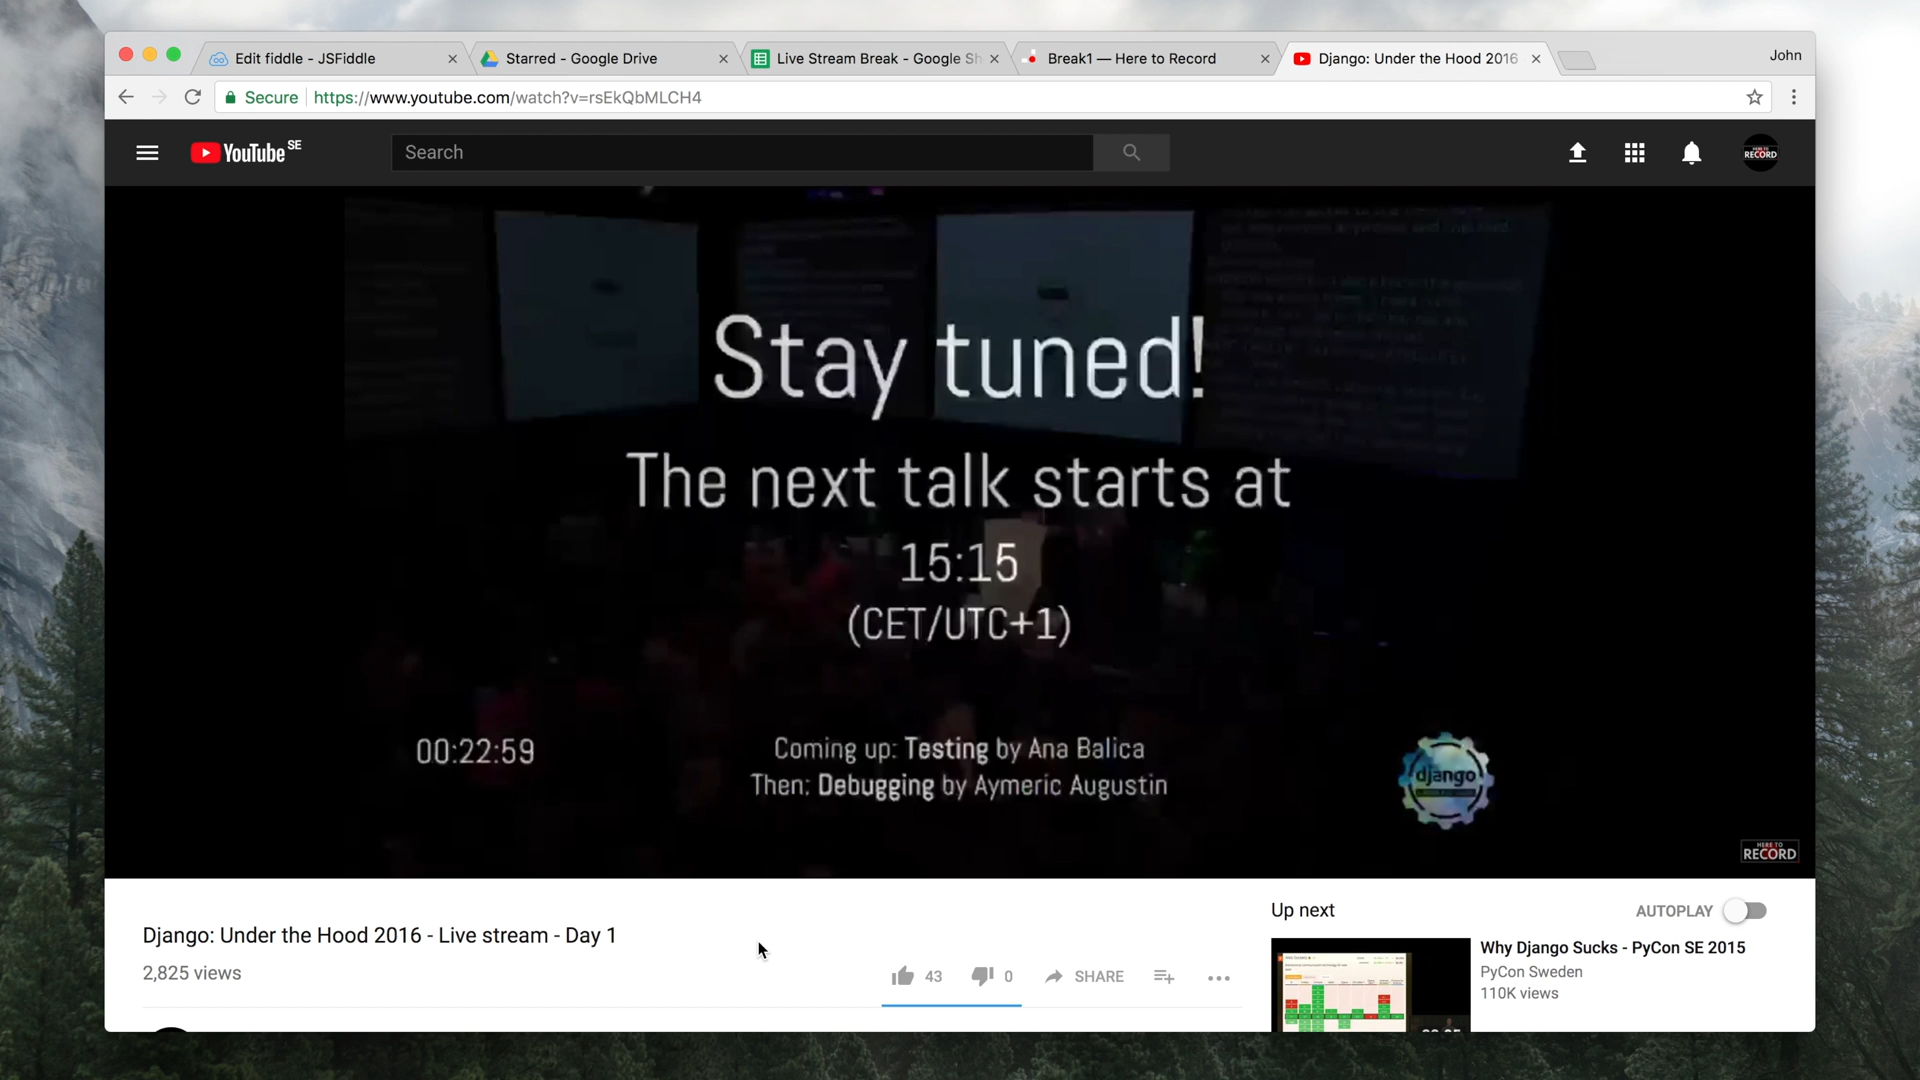 Edit fiddle - JSFiddle
Starred - Google Drive
Live Stream Break - Google Sh
Break1 — Here to Record
Django: Under the Hood 2016
John
Secure
https://www.youtube.com/watch?v=rsEkQbMLCH4
YouTube SE
Search
HERE TO
RECORD
Stay tuned!
The next talk starts at
15:15
(CET/UTC+1)
00:22:59
Coming up: Testing by Ana Balica
Then: Debugging by Aymeric Augustin
django
HERE TO
RECORD
Django: Under the Hood 2016 - Live stream - Day 1
2,825 views
43
0
SHARE
Up next
AUTOPLAY
Why Django Sucks - PyCon SE 2015
PyCon Sweden
110K views